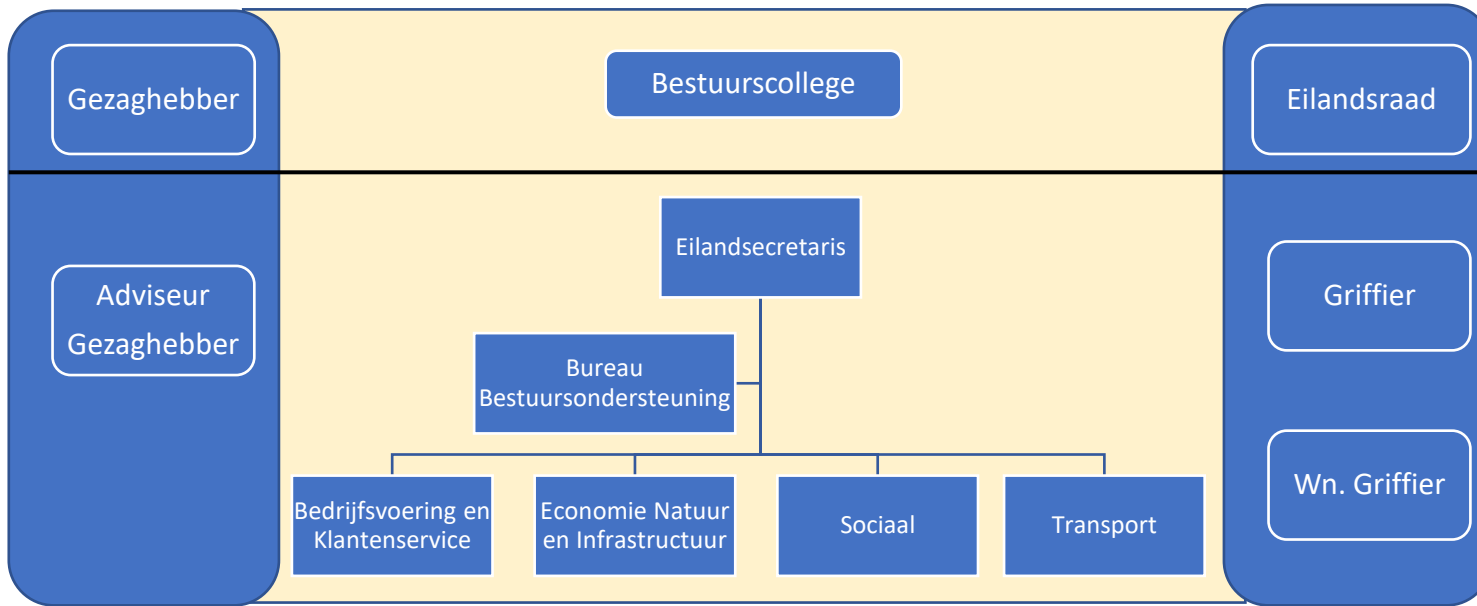 Gezaghebber
Bestuurscollege
Eilandsraad
Eilandsecretaris
Adviseur
Gezaghebber
Griffier
Bureau
Bestuursondersteuning
Wn. Griffier
Bedrijfsvoering en
Klantenservice
Economie Natuur
en Infrastructuur
Sociaal
Transport